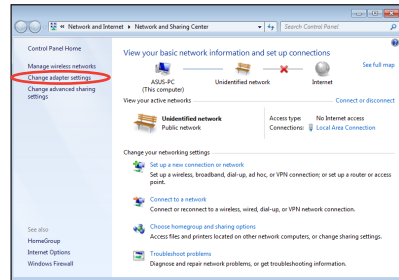 « Network and Internet ▸ Network and Sharing Center
Search Control Panel
Control Panel Home
Manage wireless networks
Change adapter settings
Change advanced sharing
settings
See also
HomeGroup
Internet Options
Windows Firewall
View your basic network information and set up connections
See full map
ASUS-PC
(This computer)
Unidentified network
Internet
View your active networks
Connect or disconnect
Unidentified network
Public network
Access type: No Internet access
Connections: Local Area Connection
Change your networking settings
Set up a new connection or network
Set up a wireless, broadband, dial-up, ad hoc, or VPN connection; or set up a router or access
point.
Connect to a network
Connect or reconnect to a wireless, wired, dial-up, or VPN network connection.
Choose homegroup and sharing options
Access files and printers located on other network computers, or change sharing settings.
Troubleshoot problems
Diagnose and repair network problems, or get troubleshooting information.